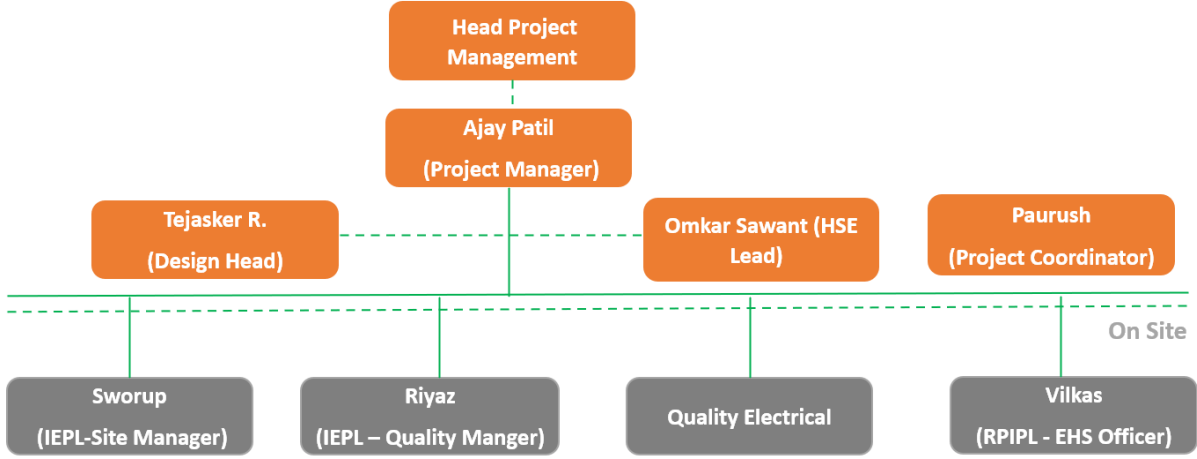 Head Project
Management
Ajay Patil
(Project Manager)
Tejasker R.
(Design Head)
Omkar Sawant (HSE
Lead)
Paurush
(Project Coordinator)
On Site
Sworup
(IEPL-Site Manager)
Riyaz
(IEPL – Quality Manger)
Quality Electrical
Vilkas
(RPIPL - EHS Officer)